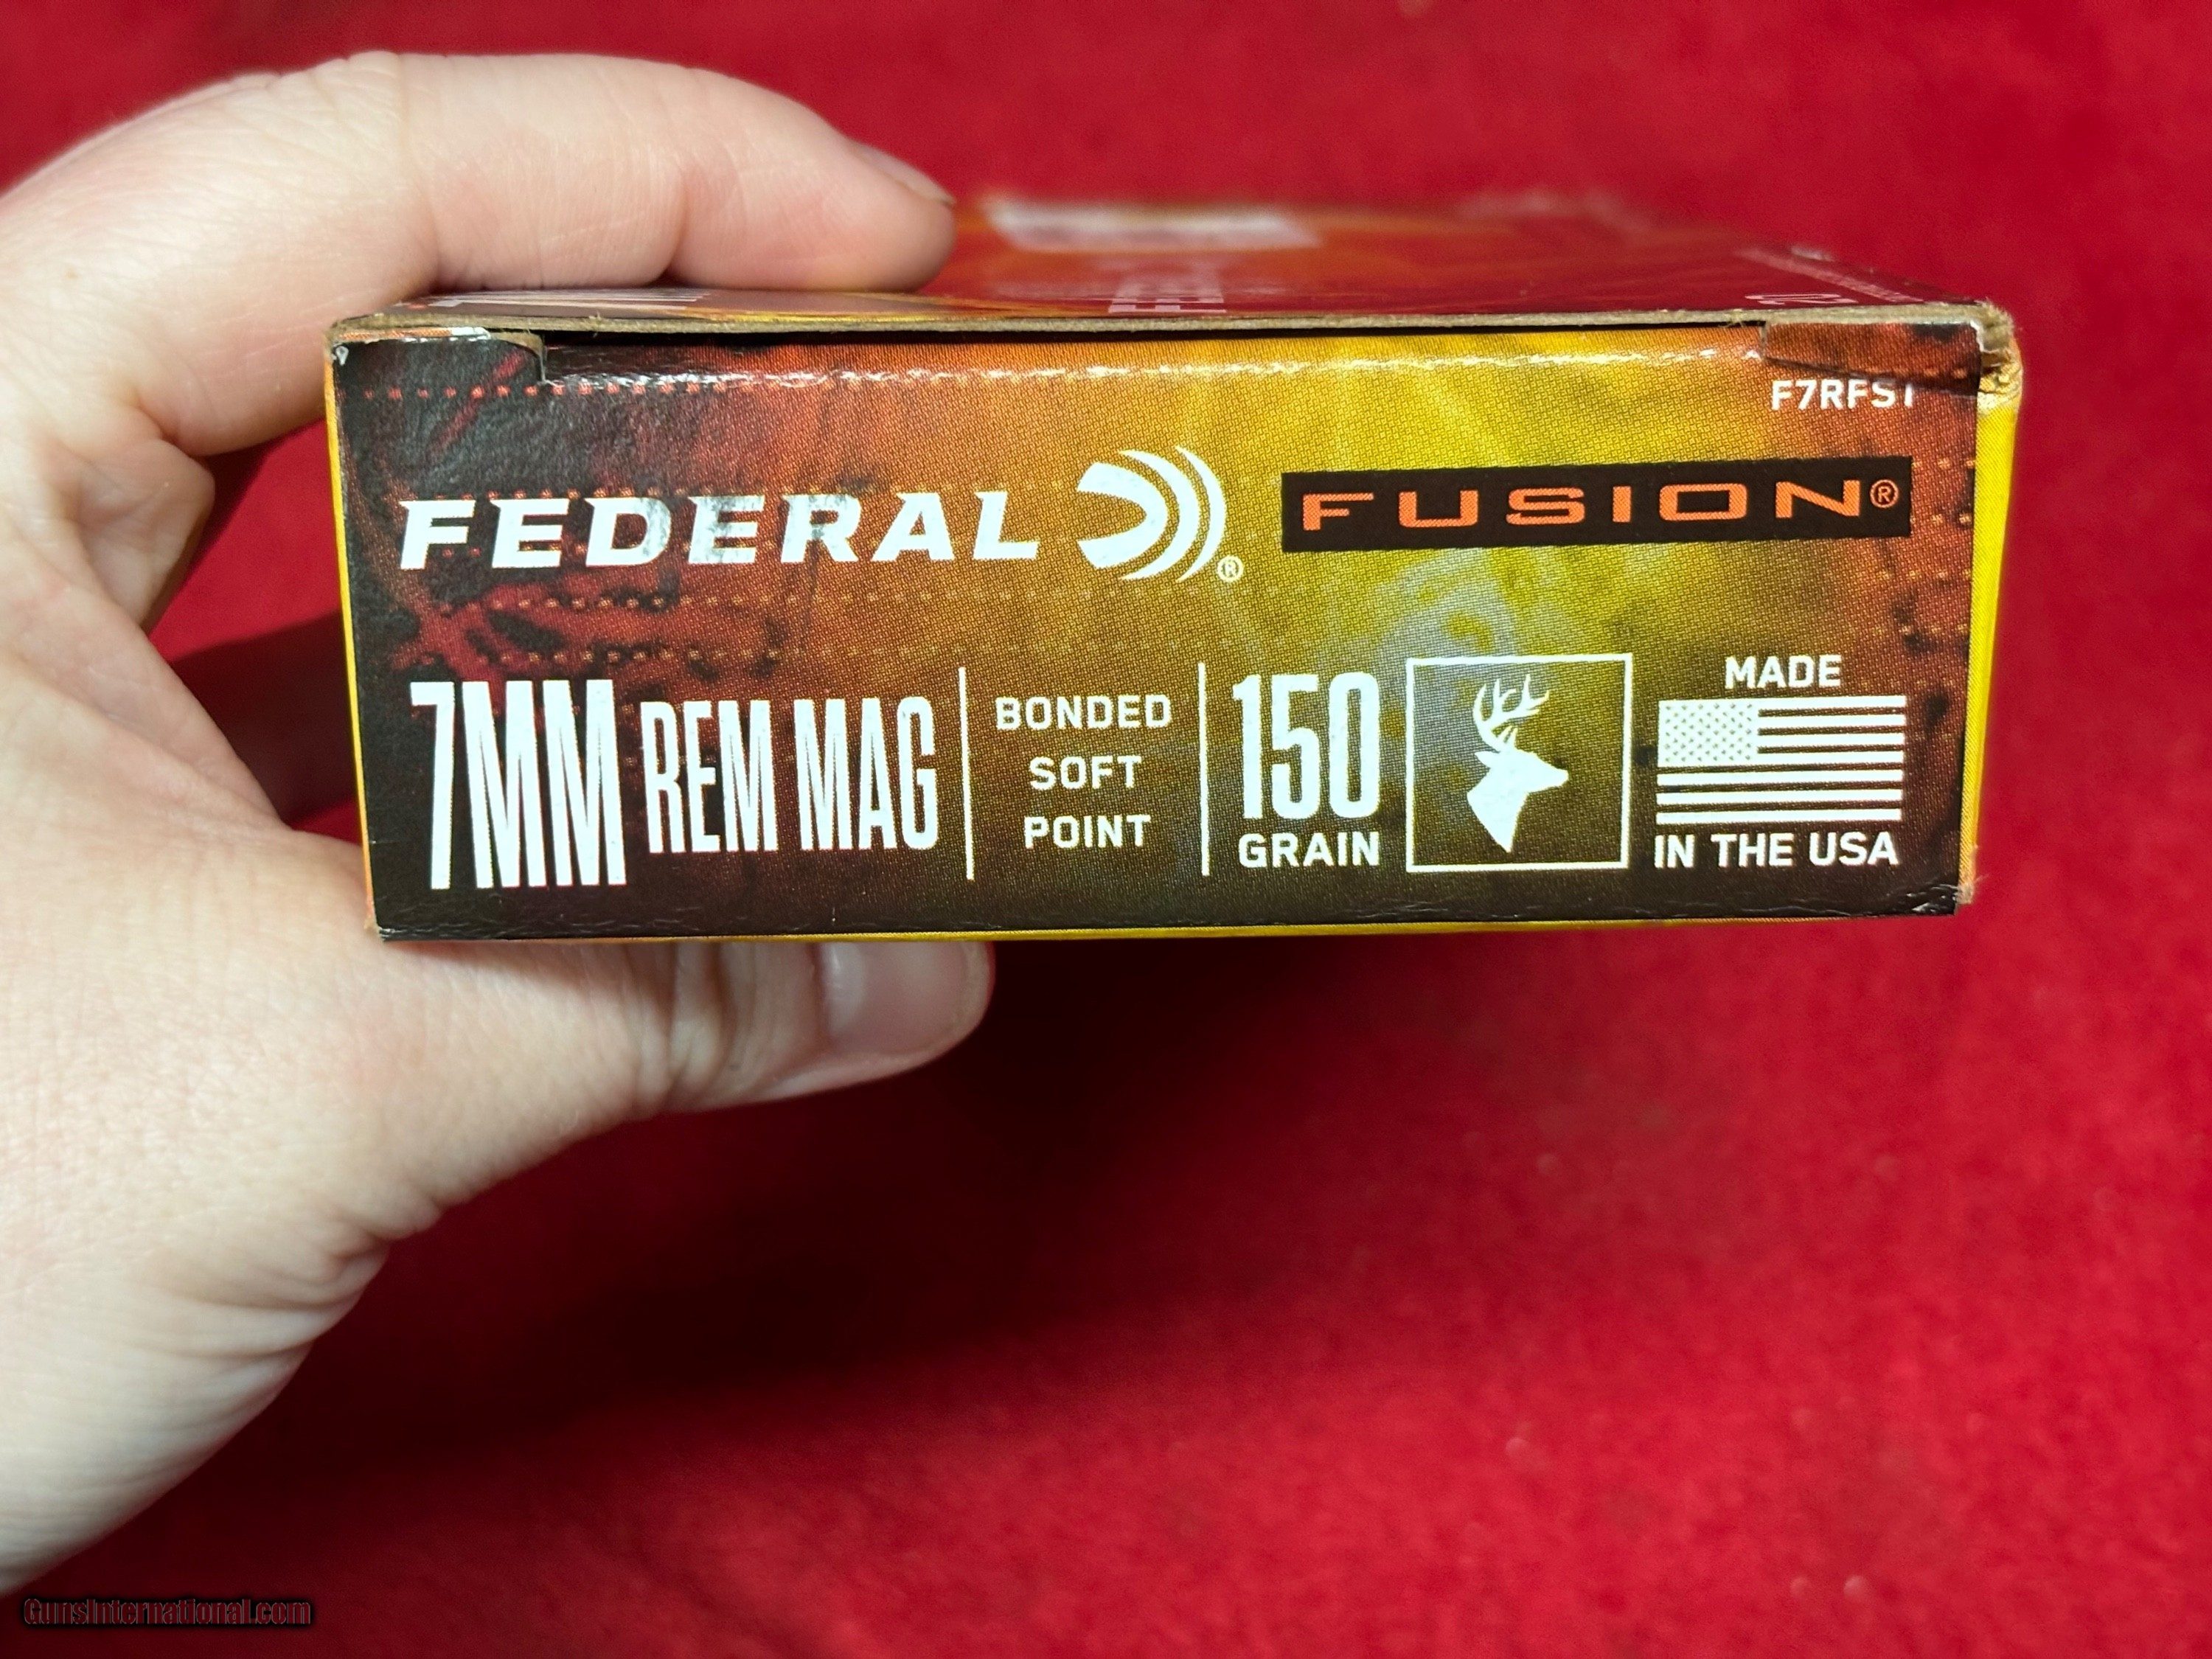 F7RFS1
FEDERAL ® FUSION®
7MM REM MAG
BONDED
SOFT
POINT
150
GRAIN
MADE
IN THE USA
GunsInternational.com